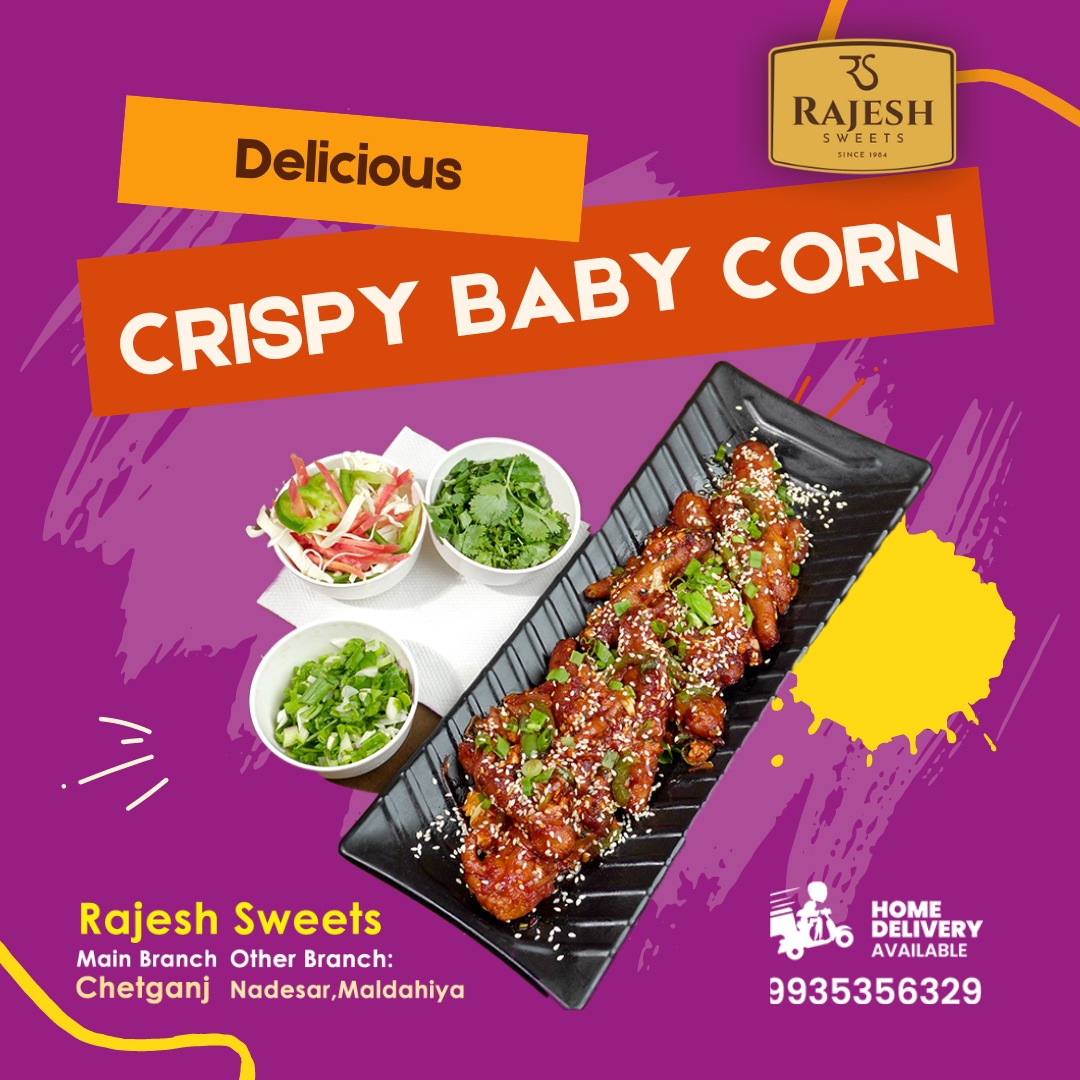 रS
RAJESH
SWEETS
SINCE 1984
Delicious
CRISPY BABY CORN
Rajesh Sweets
Main Branch Other Branch:
Chetganj Nadesar,Maldahiya
HOME
DELIVERY
AVAILABLE
9935356329